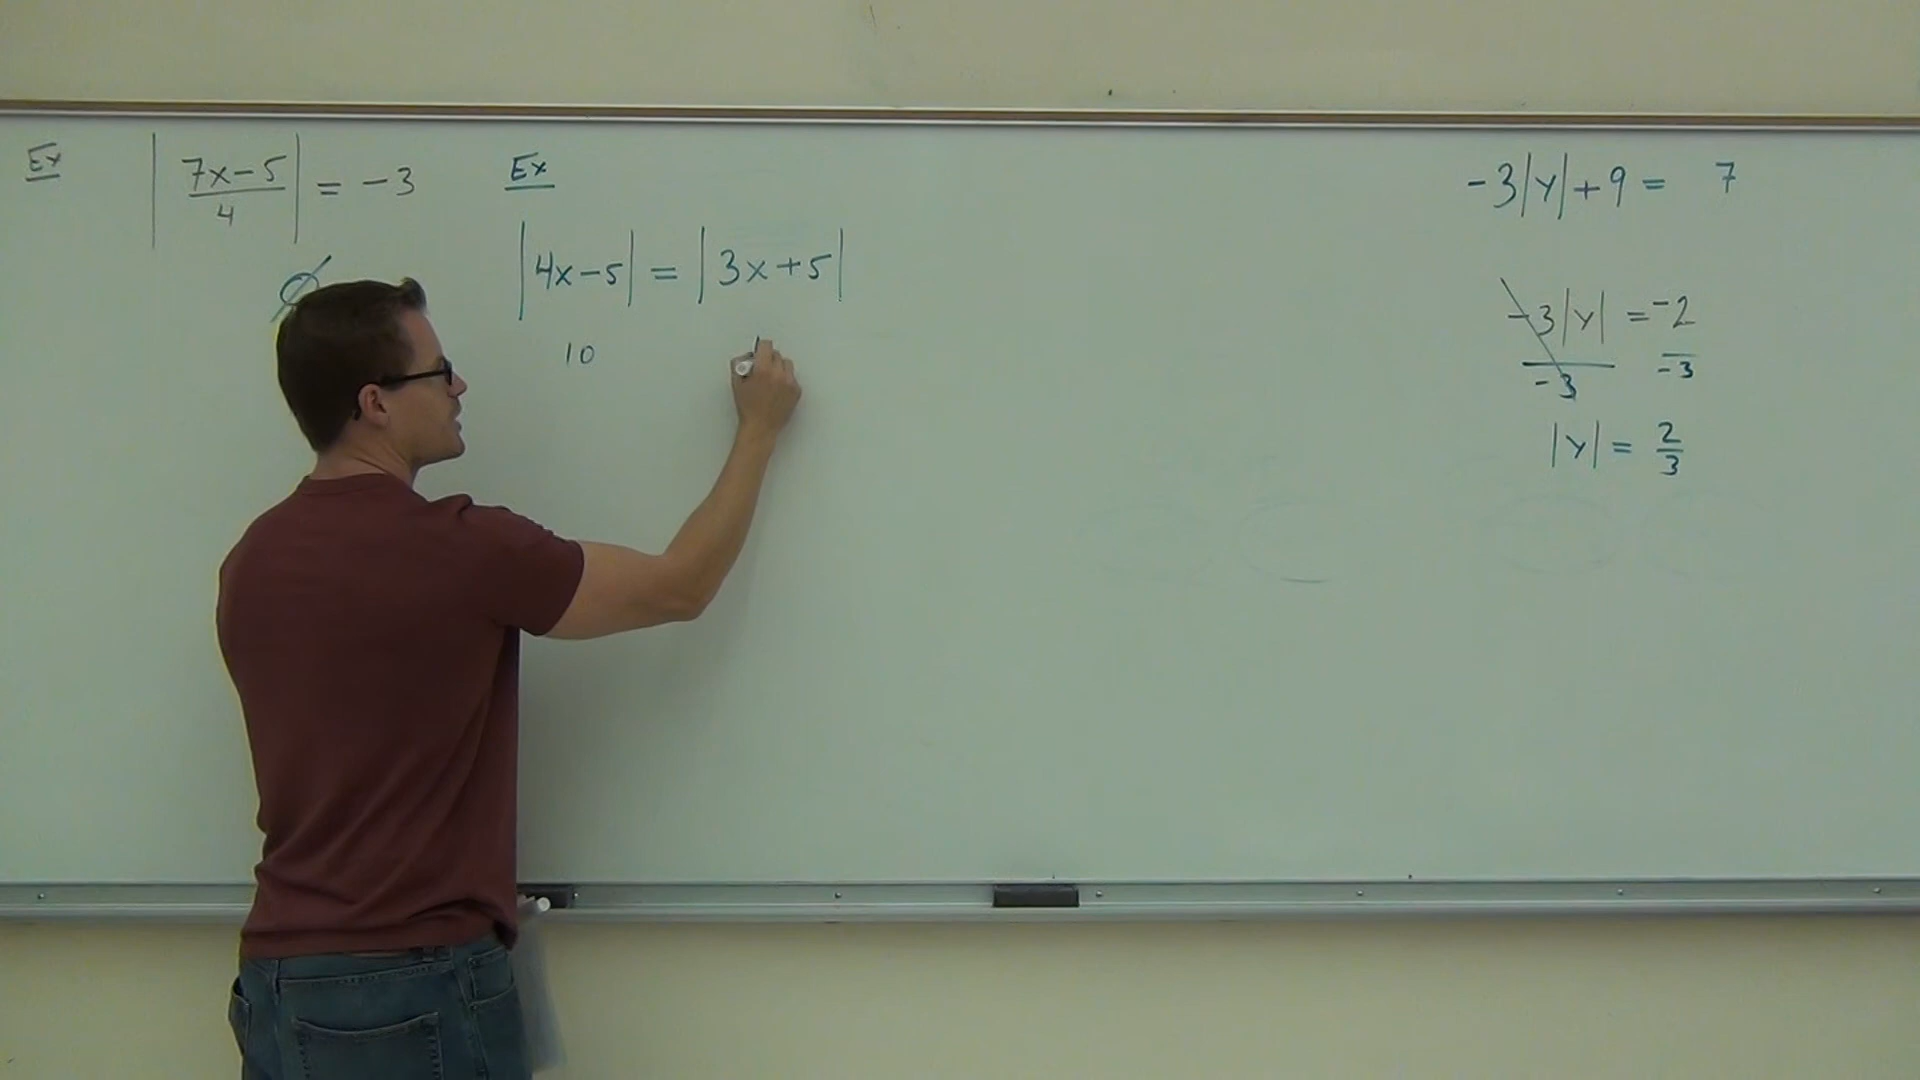 Ex
|7x-5/4| = -3
Ø
Ex
|4x-5| = |3x+5|
10
-3|y|+9 = 7
-3|y| = -2
-3 -3
|y| = 2/3